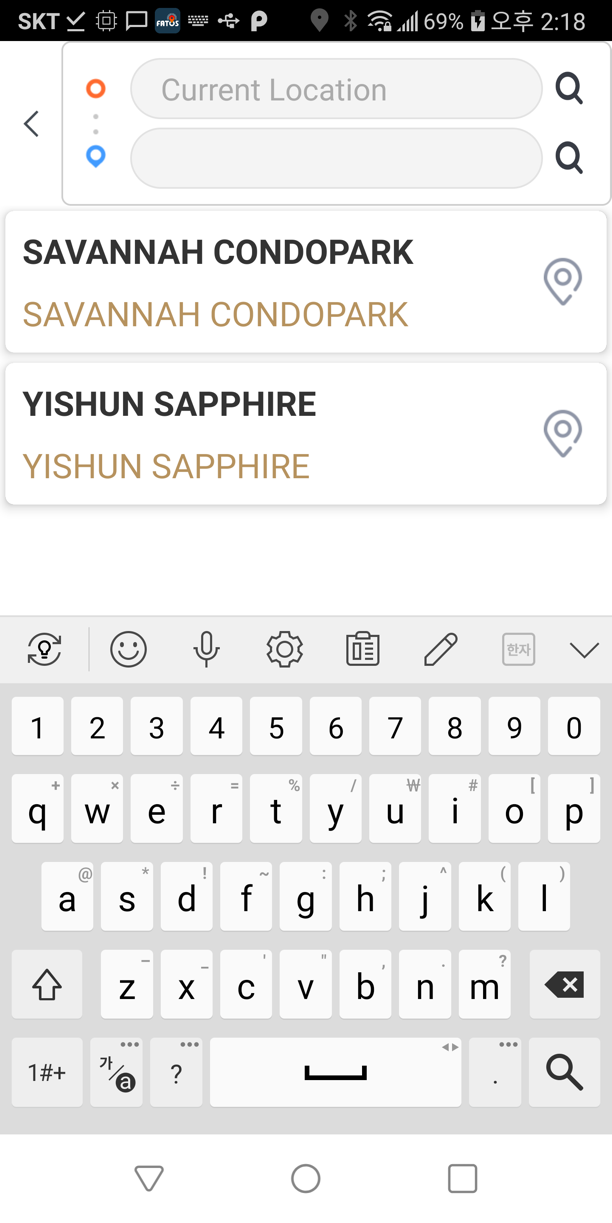 SKT FATOS 69% 오후 2:18
Current Location
SAVANNAH CONDOPARK
SAVANNAH CONDOPARK
YISHUN SAPPHIRE
YISHUN SAPPHIRE
한자
1 2 3 4 5 6 7 8 9 0
+ × ÷ = % / ₩ # [ ]
q w e r t y u i o p
@ * ! ~ : ; ^ ( )
a s d f g h j k l
– _ ' " , . ?
z x c v b n m
1#+ 가/a ? .